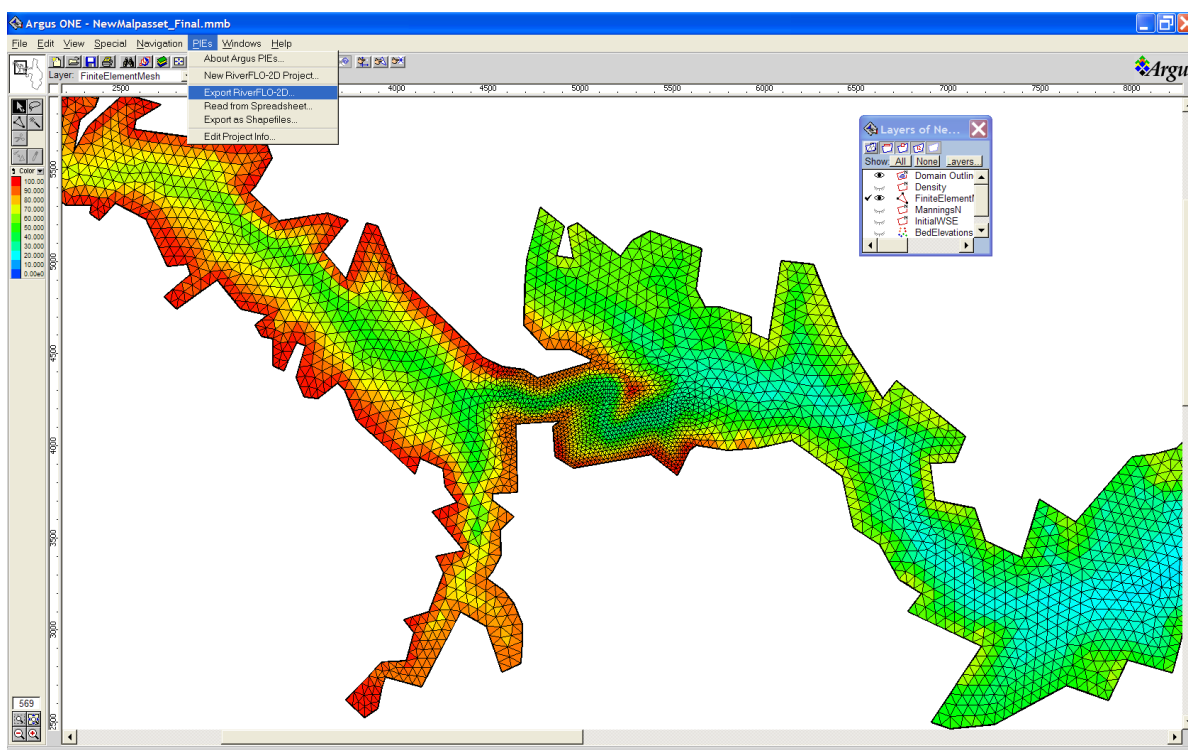 Argus ONE - NewMalpasset_Final.mmb
File Edit View Special Navigation PIEs Windows Help
About Argus PIEs...
New RiverFLO-2D Project...
Export RiverFLO-2D...
Read from Spreadsheet...
Export as Shapefiles...
Edit Project Info...
Layer: FiniteElementMesh
Argus
2500 4000 4500 5000 5500 6000 6500 7000 7500 8000
Color
100.00
90.000
80.000
70.000
60.000
50.000
40.000
30.000
20.000
10.000
0.00e0
5500
5000
4500
4000
3500
3000
2500
Layers of Ne...
Show: All None Layers...
Domain Outlin
Density
FiniteElementM
ManningsN
InitialWSE
BedElevations
569